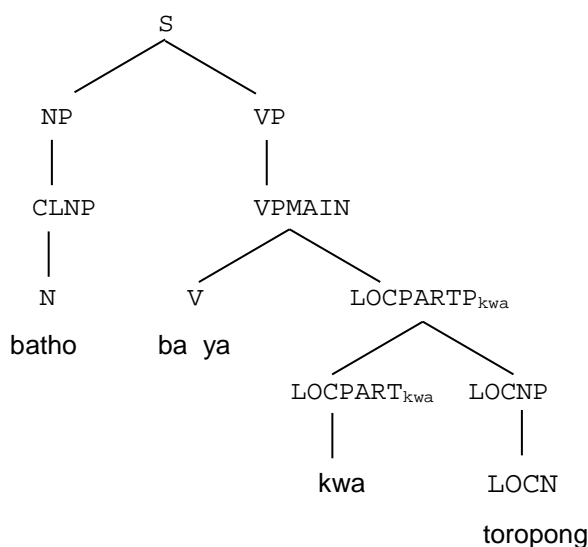 S
NP VP
CLNP VPMAIN
N V LOCPARTPkwa
batho ba ya
LOCPARTkwa LOCNP
kwa LOCN
toropong